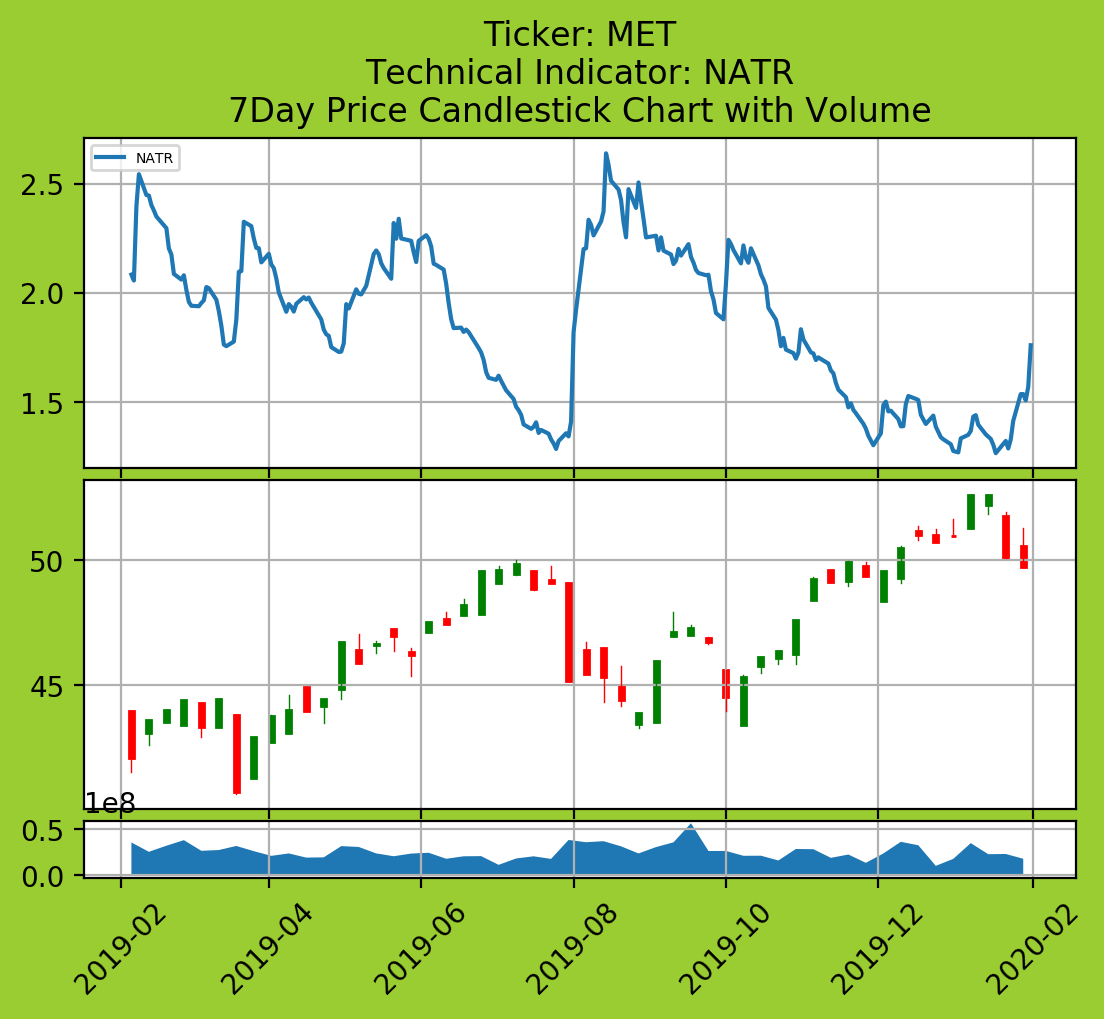 Ticker: MET
Technical Indicator: NATR
7Day Price Candlestick Chart with Volume
NATR
2.5
2.0
1.5
50
45
1e8
0.5
0.0
2019-02
2019-04
2019-06
2019-08
2019-10
2019-12
2020-02